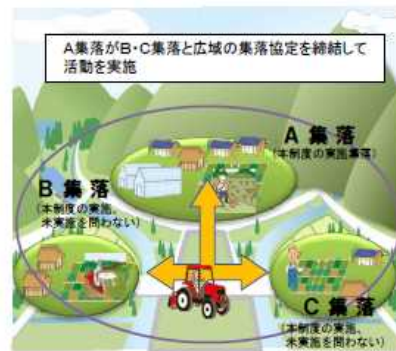 A集落がB・C集落と広域の集落協定を締結して
活動を実施
A 集 落
(本制度の実施集落)
B 集 落
(本制度の実施、
未実施を問わない)
C 集 落
(本制度の実施、
未実施を問わない)